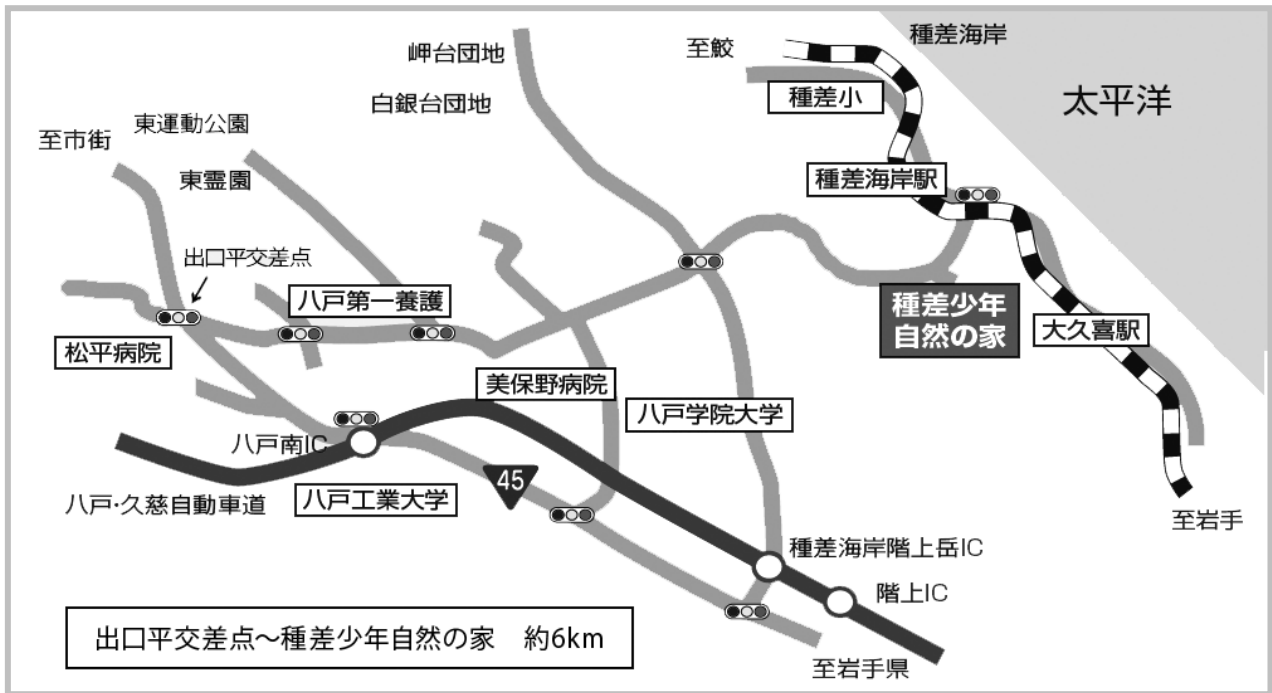 種差海岸
至鮫
太平洋
岬台団地
白銀台団地
種差小
東運動公園
至市街
東霊園
種差海岸駅
出口平交差点
八戸第一養護
種差少年
自然の家
松平病院
大久喜駅
美保野病院
八戸学院大学
八戸南IC
45
八戸・久慈自動車道
八戸工業大学
至岩手
種差海岸階上岳IC
階上IC
出口平交差点～種差少年自然の家　約6km
至岩手県